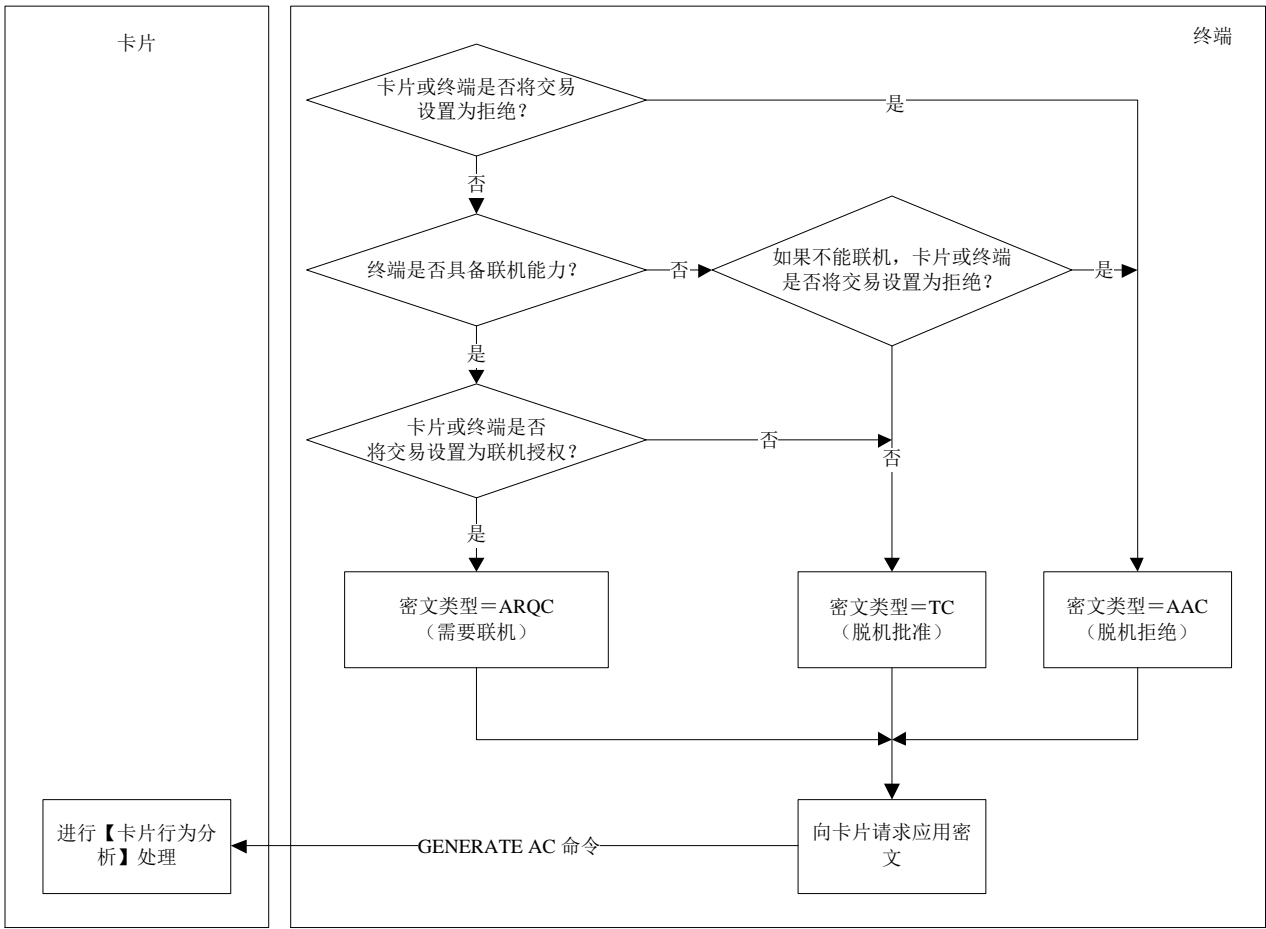 卡片
终端
卡片或终端是否将交易
设置为拒绝？
是
否
终端是否具备联机能力？
否
如果不能联机，卡片或终端
是否将交易设置为拒绝？
是
是
卡片或终端是否
将交易设置为联机授权？
否
否
是
密文类型＝ARQC
（需要联机）
密文类型＝TC
（脱机批准）
密文类型＝AAC
（脱机拒绝）
进行【卡片行为分
析】处理
GENERATE AC 命令
向卡片请求应用密
文